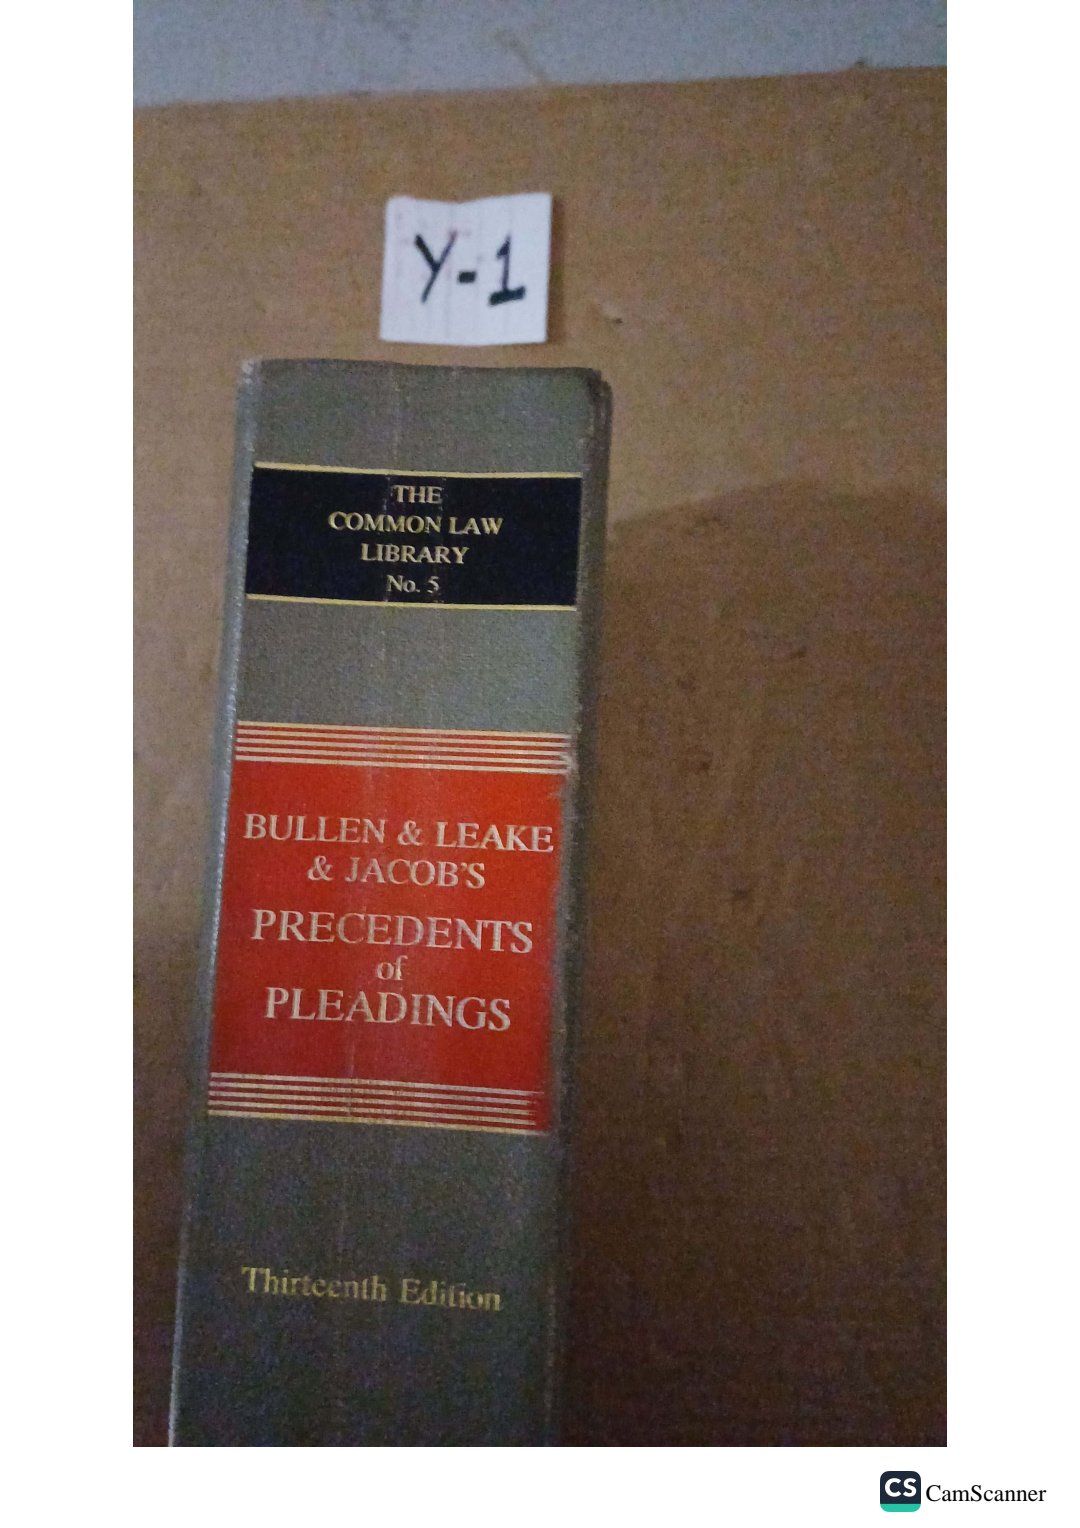 Y-1
THE
COMMON LAW
LIBRARY
No. 5
BULLEN & LEAKE
& JACOB'S
PRECEDENTS
of
PLEADINGS
Thirteenth Edition
CS CamScanner